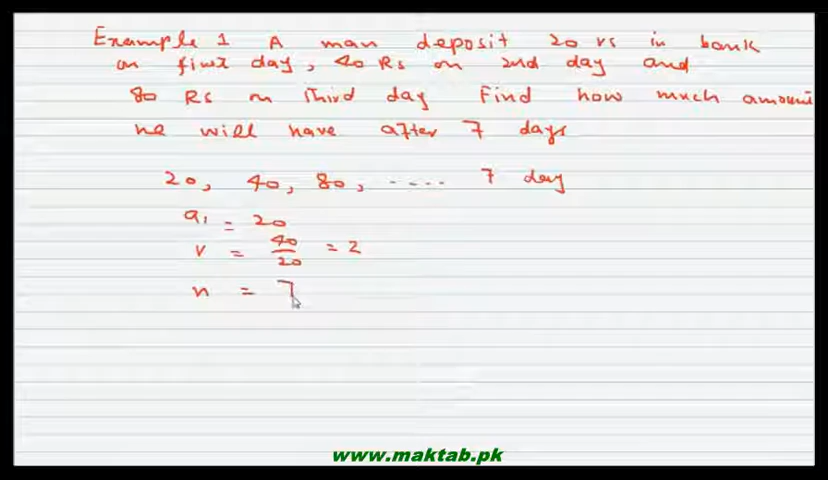 Example 1 A man deposit 20 rs in bank
on first day, 40 Rs on 2nd day and
80 Rs on Third day Find how much amount
he will have after 7 days
20, 40, 80, ..... 7 day
a₁ = 20
r = 40/20 = 2
n = 7
www.maktab.pk